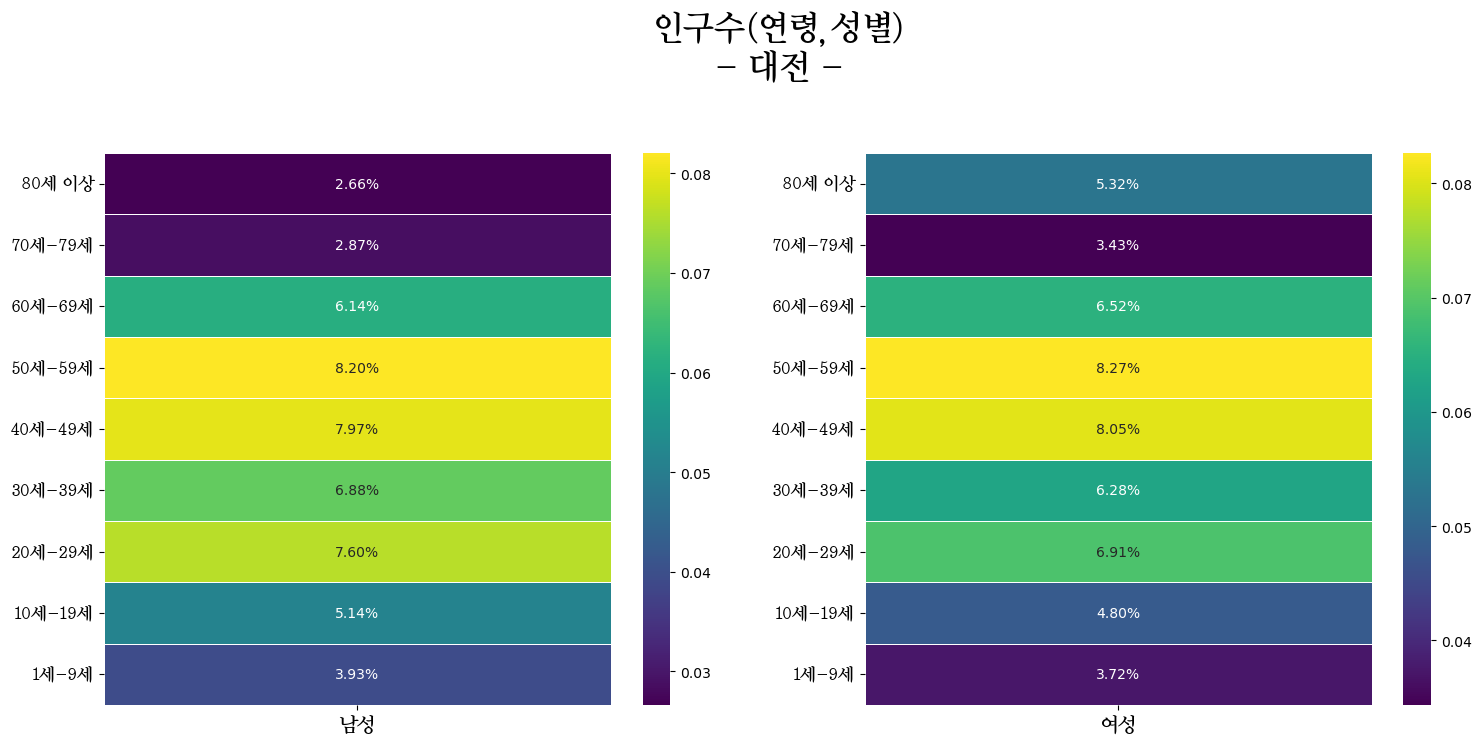 인구수(연령, 성별)
- 대전 -
80세 이상
2.66%
70세-79세
2.87%
60세-69세
6.14%
50세-59세
8.20%
40세-49세
7.97%
30세-39세
6.88%
20세-29세
7.60%
10세-19세
5.14%
1세-9세
3.93%
남성
0.08
0.07
0.06
0.05
0.04
0.03
80세 이상
5.32%
70세-79세
3.43%
60세-69세
6.52%
50세-59세
8.27%
40세-49세
8.05%
30세-39세
6.28%
20세-29세
6.91%
10세-19세
4.80%
1세-9세
3.72%
여성
0.08
0.07
0.06
0.05
0.04